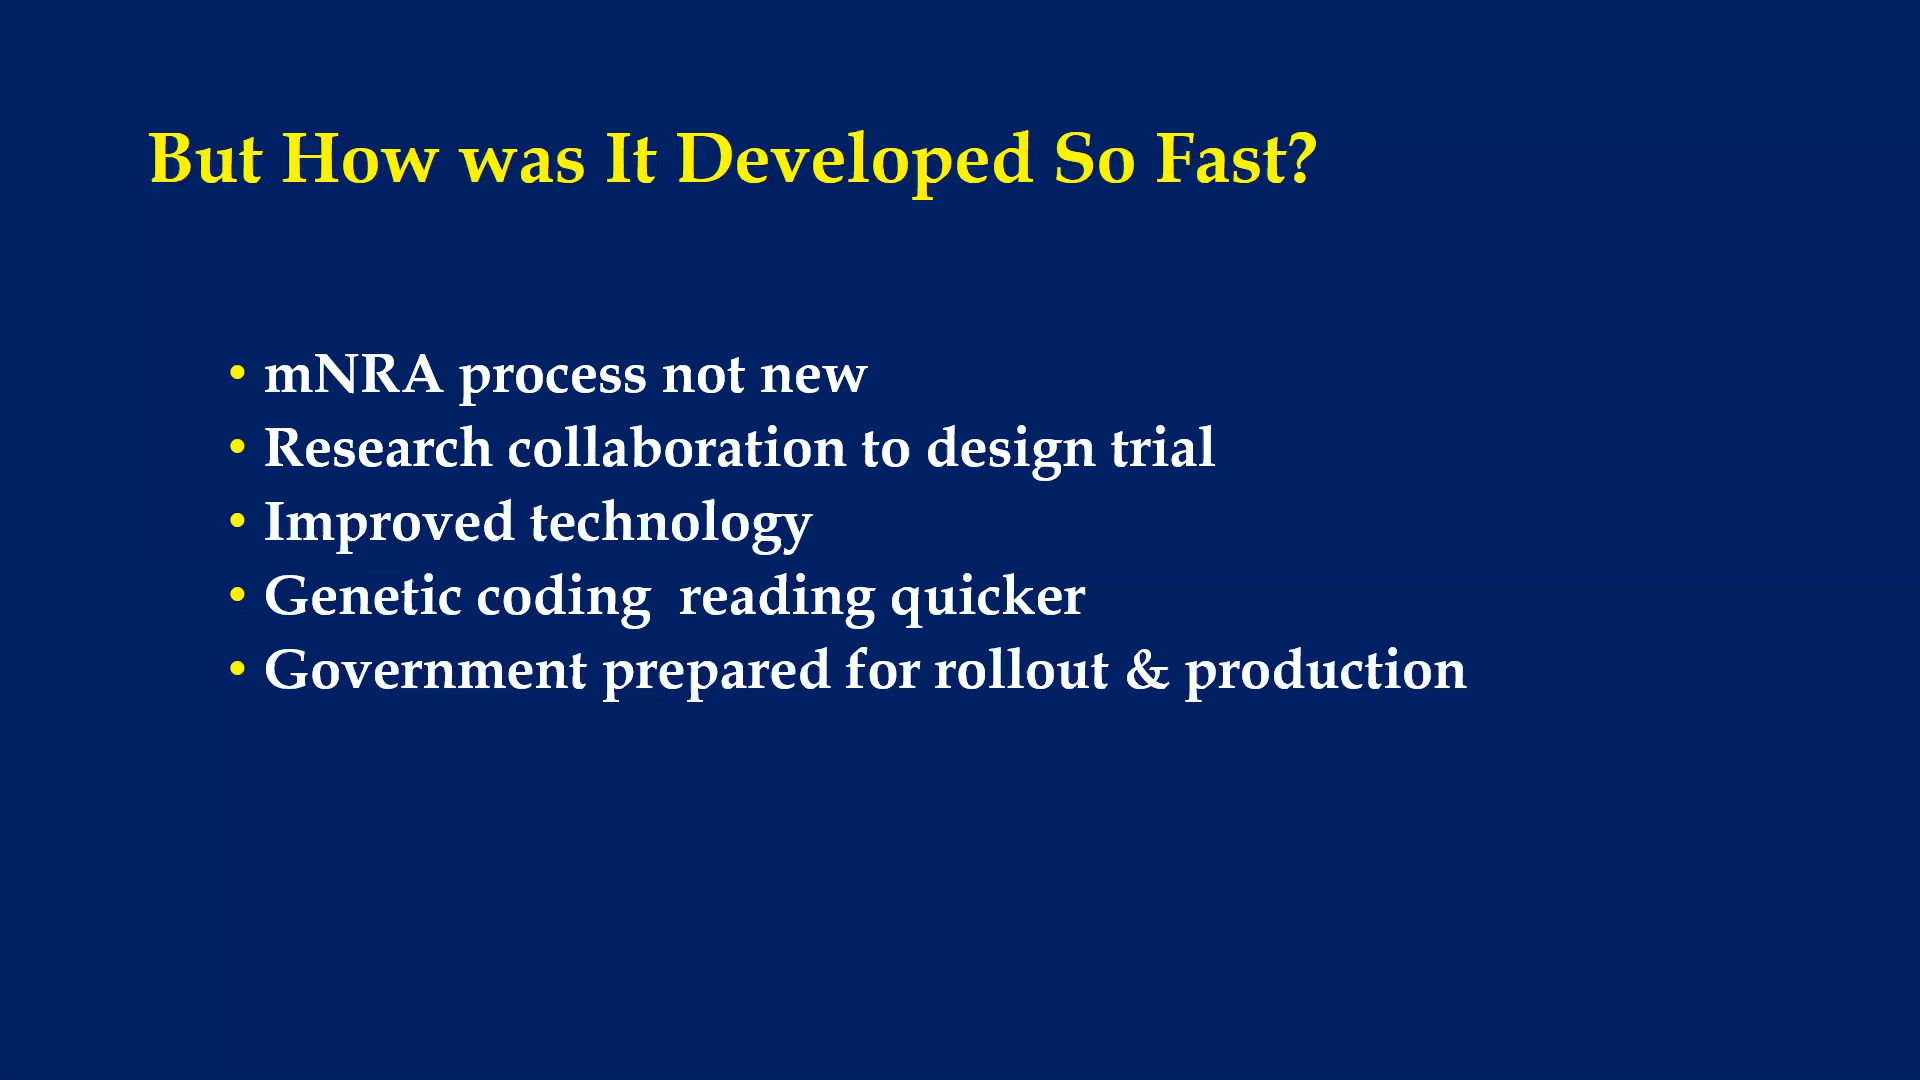 But How was It Developed So Fast?
• mNRA process not new
• Research collaboration to design trial
• Improved technology
• Genetic coding  reading quicker
• Government prepared for rollout & production